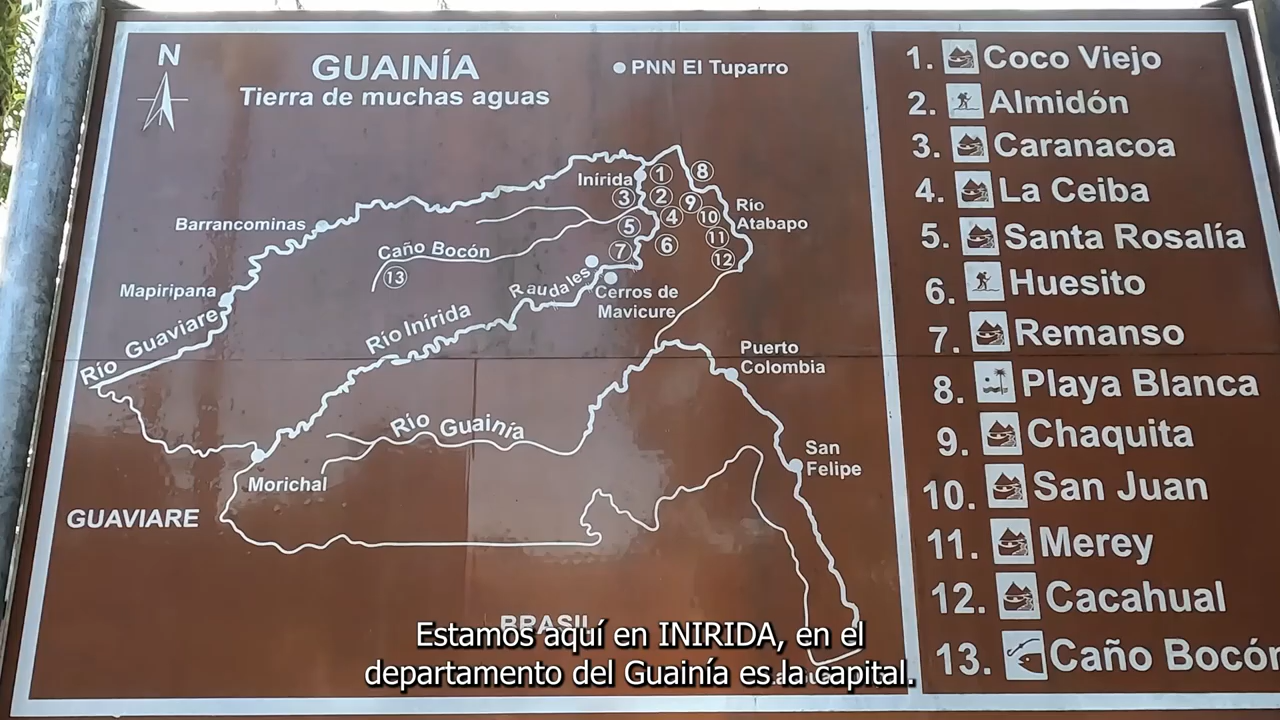 N
GUAINÍA
Tierra de muchas aguas
PNN El Tuparro
Inírida
1
8
3
2
9
Río
Atabapo
4
10
5
11
6
7
12
Barrancominas
Caño Bocón
13
Mapiripana
Raudales
Cerros de
Mavicure
Río Guaviare
Río Inírida
Puerto
Colombia
Río Guainía
San
Felipe
Morichal
GUAVIARE
BRASIL
1. Coco Viejo
2. Almidón
3. Caranacoa
4. La Ceiba
5. Santa Rosalía
6. Huesito
7. Remanso
8. Playa Blanca
9. Chaquita
10. San Juan
11. Merey
12. Cacahual
13. Caño Bocón
Estamos aquí en INIRIDA, en el
departamento del Guainía es la capital.